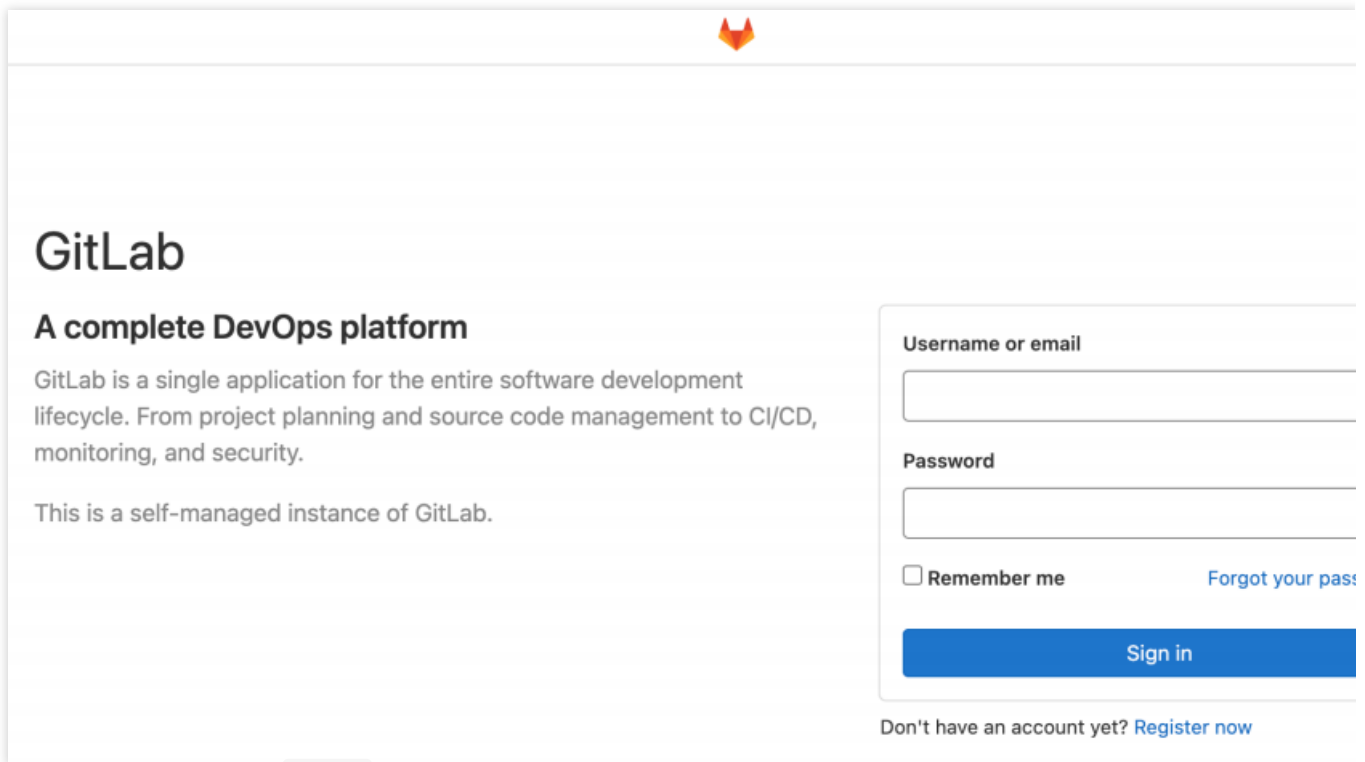 GitLab
A complete DevOps platform
GitLab is a single application for the entire software development
lifecycle. From project planning and source code management to CI/CD,
monitoring, and security.
This is a self-managed instance of GitLab.
Username or email
Password
Remember me
Forgot your pass
Sign in
Don't have an account yet? Register now